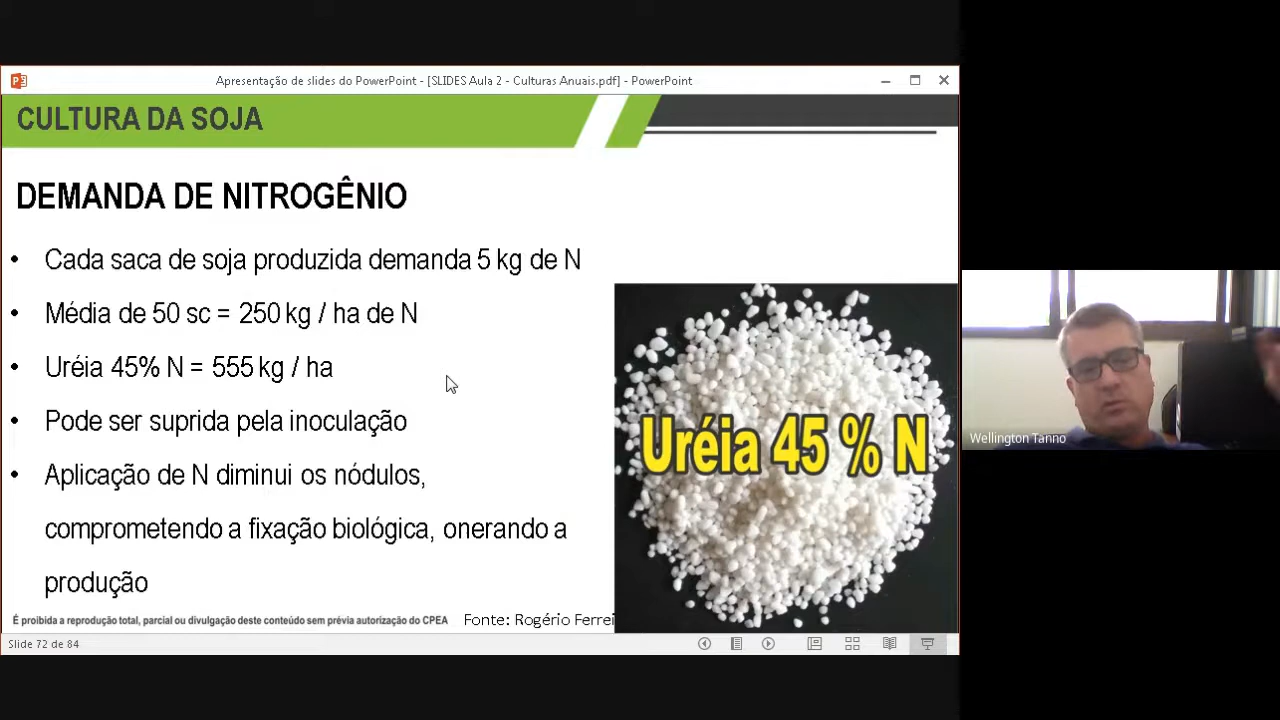 Apresentação de slides do PowerPoint - [SLIDES Aula 2 - Culturas Anuais.pdf] - PowerPoint
CULTURA DA SOJA
DEMANDA DE NITROGÊNIO
• Cada saca de soja produzida demanda 5 kg de N
• Média de 50 sc = 250 kg / ha de N
• Uréia 45% N = 555 kg / ha
• Pode ser suprida pela inoculação
• Aplicação de N diminui os nódulos,
comprometendo a fixação biológica, onerando a
produção
Uréia 45 % N
É proibida a reprodução total, parcial ou divulgação deste conteúdo sem prévia autorização do CPEA
Fonte: Rogério Ferrei
Slide 72 de 84
Wellington Tanno